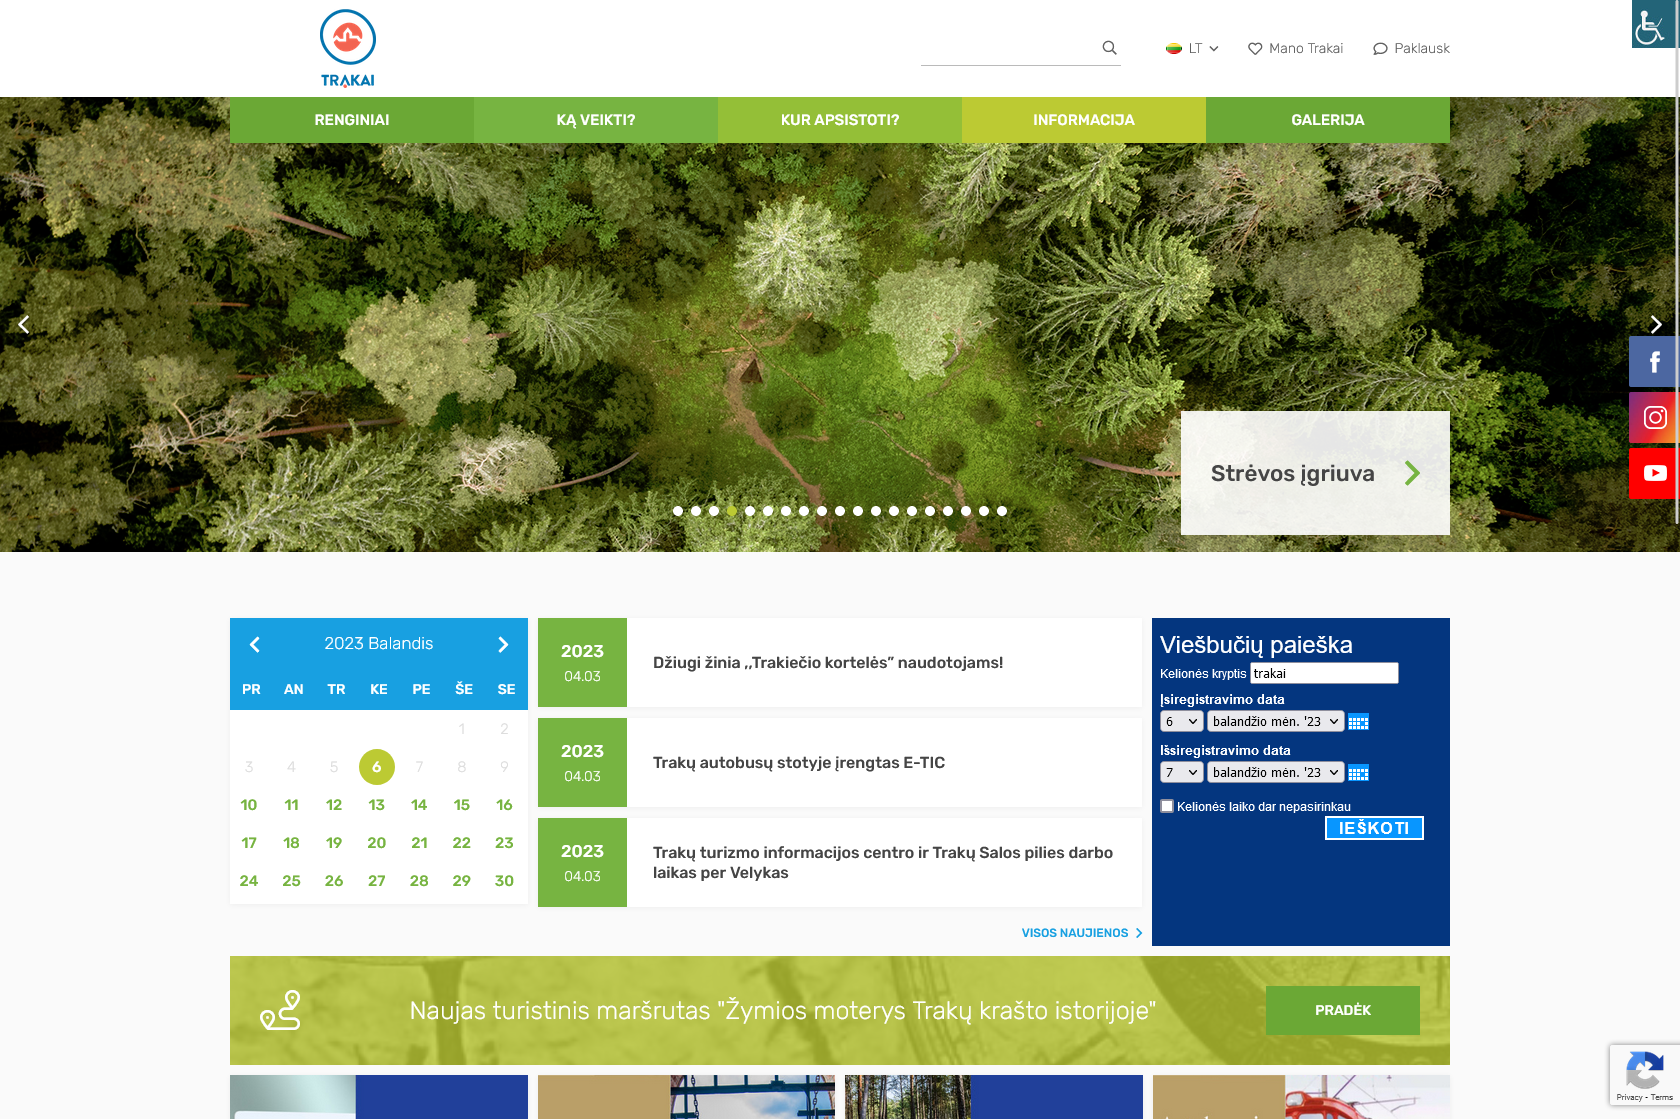 TRAKAI
LT
Mano Trakai
Paklausk
RENGINIAI
KĄ VEIKTI?
KUR APSISTOTI?
INFORMACIJA
GALERIJA
Strėvos įgriuva
2023 Balandis
PR AN TR KE PE ŠE SE
1 2
3 4 5 6 7 8 9
10 11 12 13 14 15 16
17 18 19 20 21 22 23
24 25 26 27 28 29 30
2023
04.03
Džiugi žinia ,,Trakiečio kortelės” naudotojams!
2023
04.03
Trakų autobusų stotyje įrengtas E-TIC
2023
04.03
Trakų turizmo informacijos centro ir Trakų Salos pilies darbo
laikas per Velykas
VISOS NAUJIENOS
Viešbučių paieška
Kelionės kryptis trakai
Įsiregistravimo data
6 balandžio mėn. '23
Išsiregistravimo data
7 balandžio mėn. '23
Kelionės laiko dar nepasirinkau
IEŠKOTI
Naujas turistinis maršrutas "Žymios moterys Trakų krašto istorijoje"
PRADĖK
Privacy - Terms